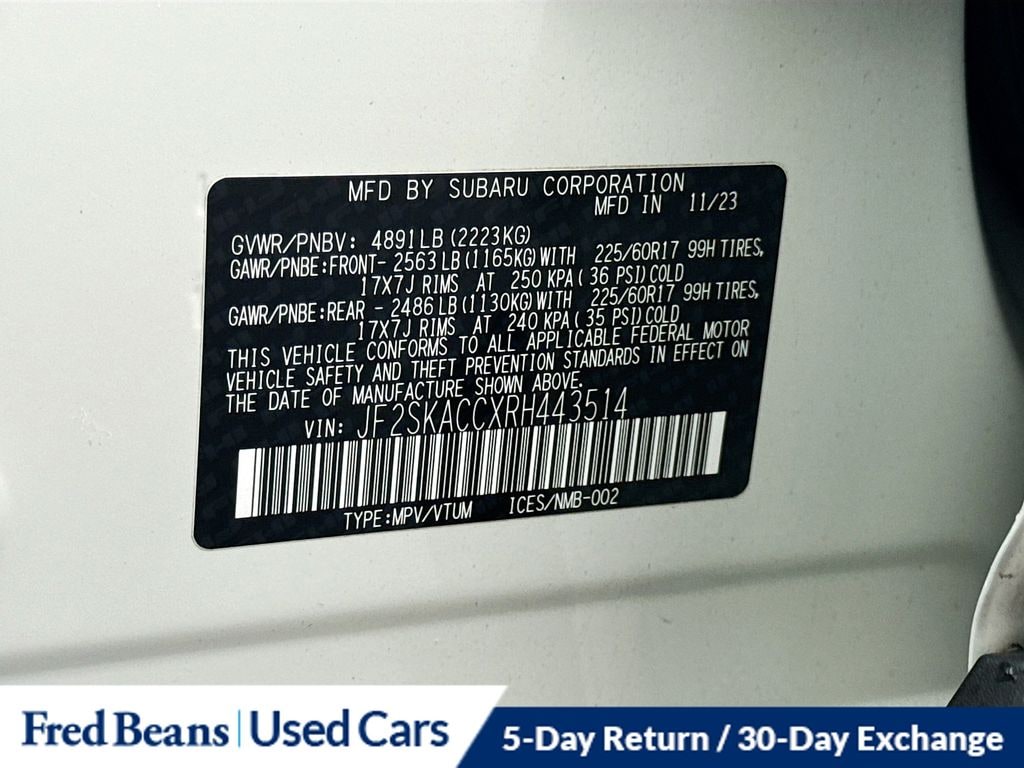 MFD BY SUBARU CORPORATION
MFD IN 11/23
GVWR/PNBV: 4891LB (2223KG)
GAWR/PNBE:FRONT- 2563 LB (1165KG) WITH 225/60R17 99H TIRES,
17X7J RIMS AT 250 KPA ( 36 PSI) COLD
GAWR/PNBE:REAR - 2486 LB (1130KG) WITH 225/60R17 99H TIRES,
17X7J RIMS AT 240 KPA ( 35 PSI) COLD
THIS VEHICLE CONFORMS TO ALL APPLICABLE FEDERAL MOTOR
VEHICLE SAFETY AND THEFT PREVENTION STANDARDS IN EFFECT ON
THE DATE OF MANUFACTURE SHOWN ABOVE.
VIN: JF2SKACCXRH443514
TYPE:MPV/VTUM ICES/NMB-002
Fred Beans | Used Cars
5-Day Return / 30-Day Exchange